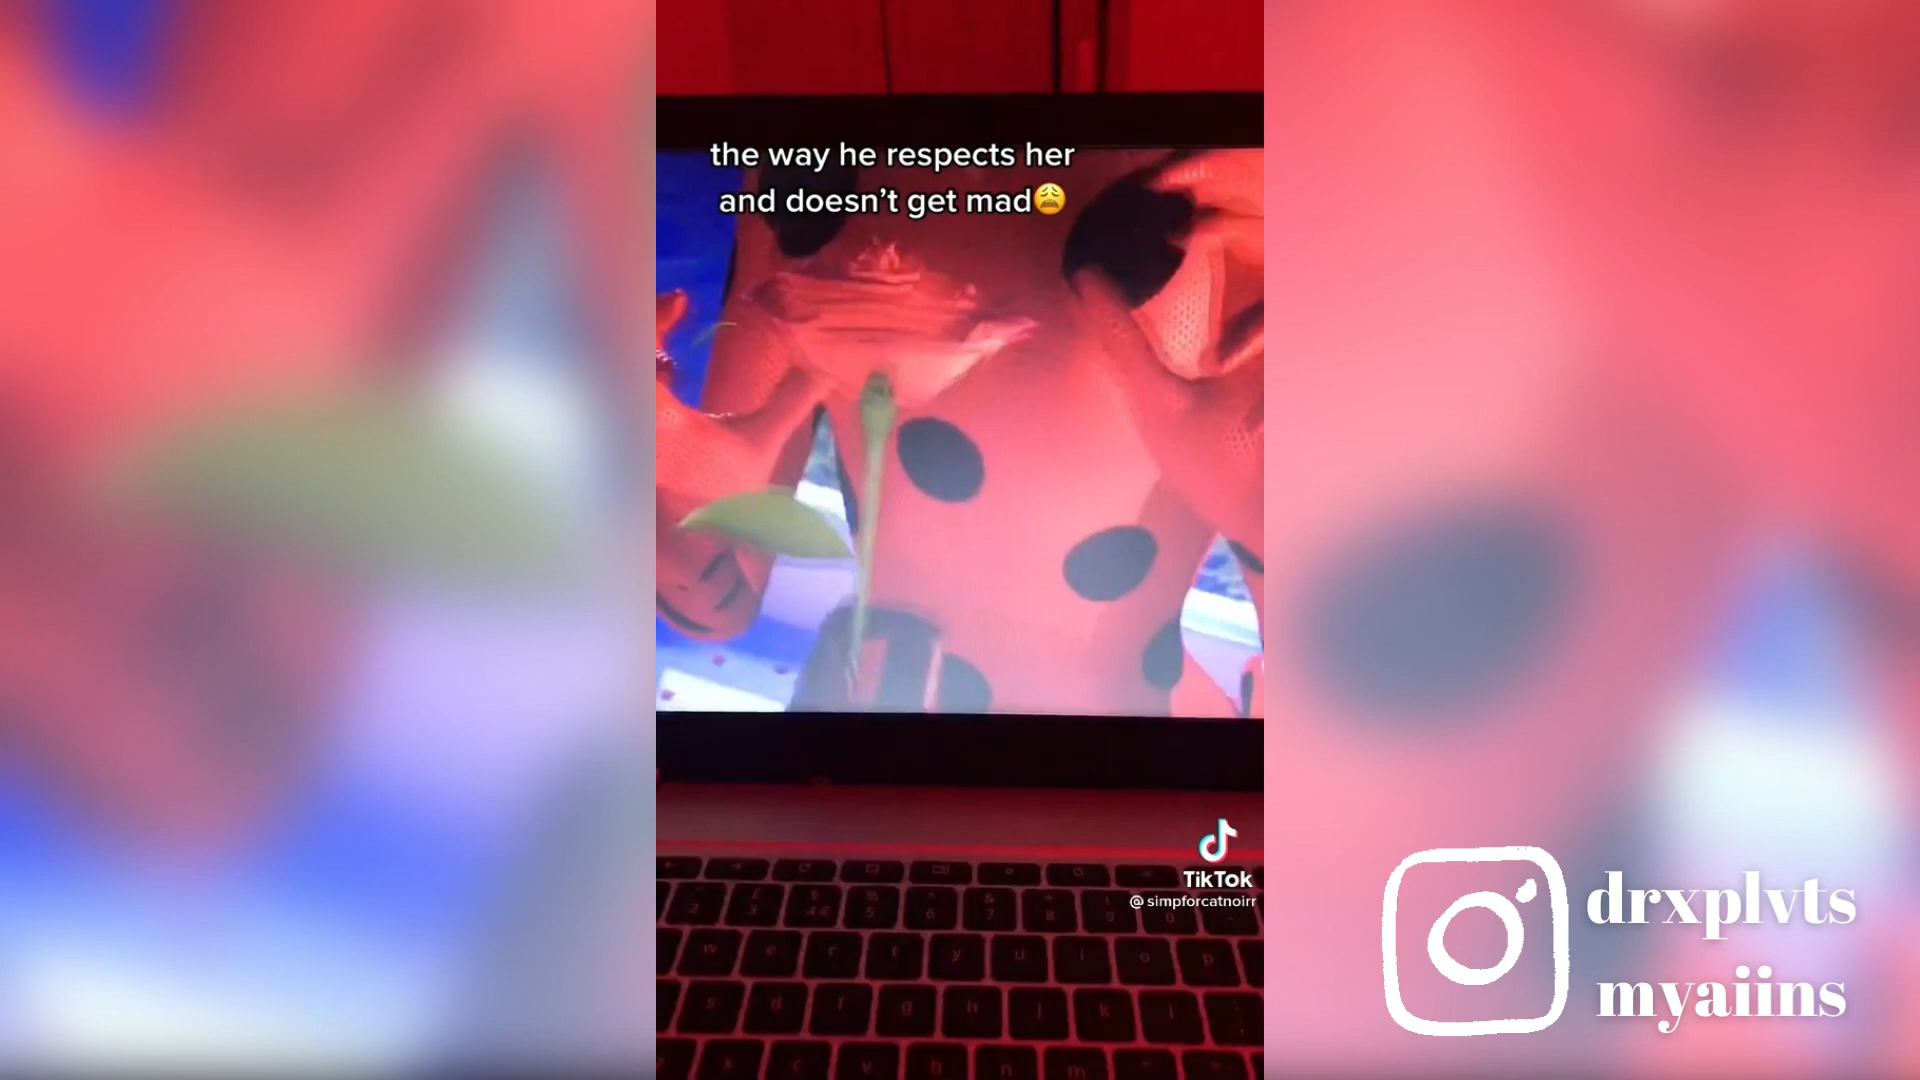 the way he respects her
and doesn't get mad😩
TikTok
@ simpforcatnoirr
drxplvts
myaiins
w e r t y u i o p
s d f g h j k l
x c v b n m